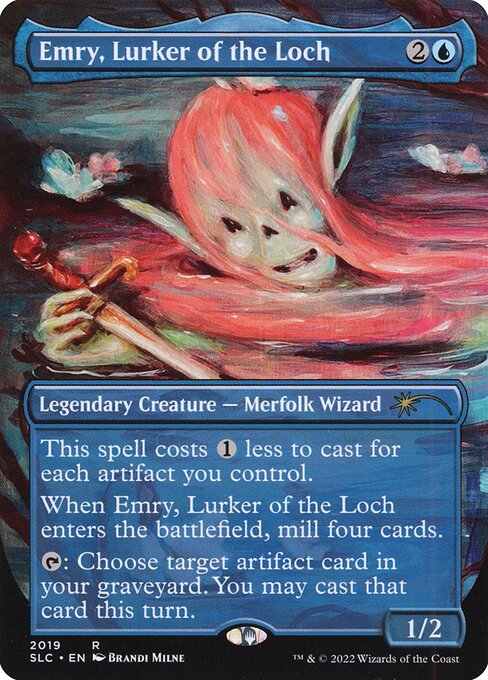 Emry, Lurker of the Loch 2
Legendary Creature — Merfolk Wizard
This spell costs 1 less to cast for
each artifact you control.
When Emry, Lurker of the Loch
enters the battlefield, mill four cards.
: Choose target artifact card in
your graveyard. You may cast that
card this turn.
1/2
2019 R
SLC • EN Brandi Milne
™ & © 2022 Wizards of the Coast